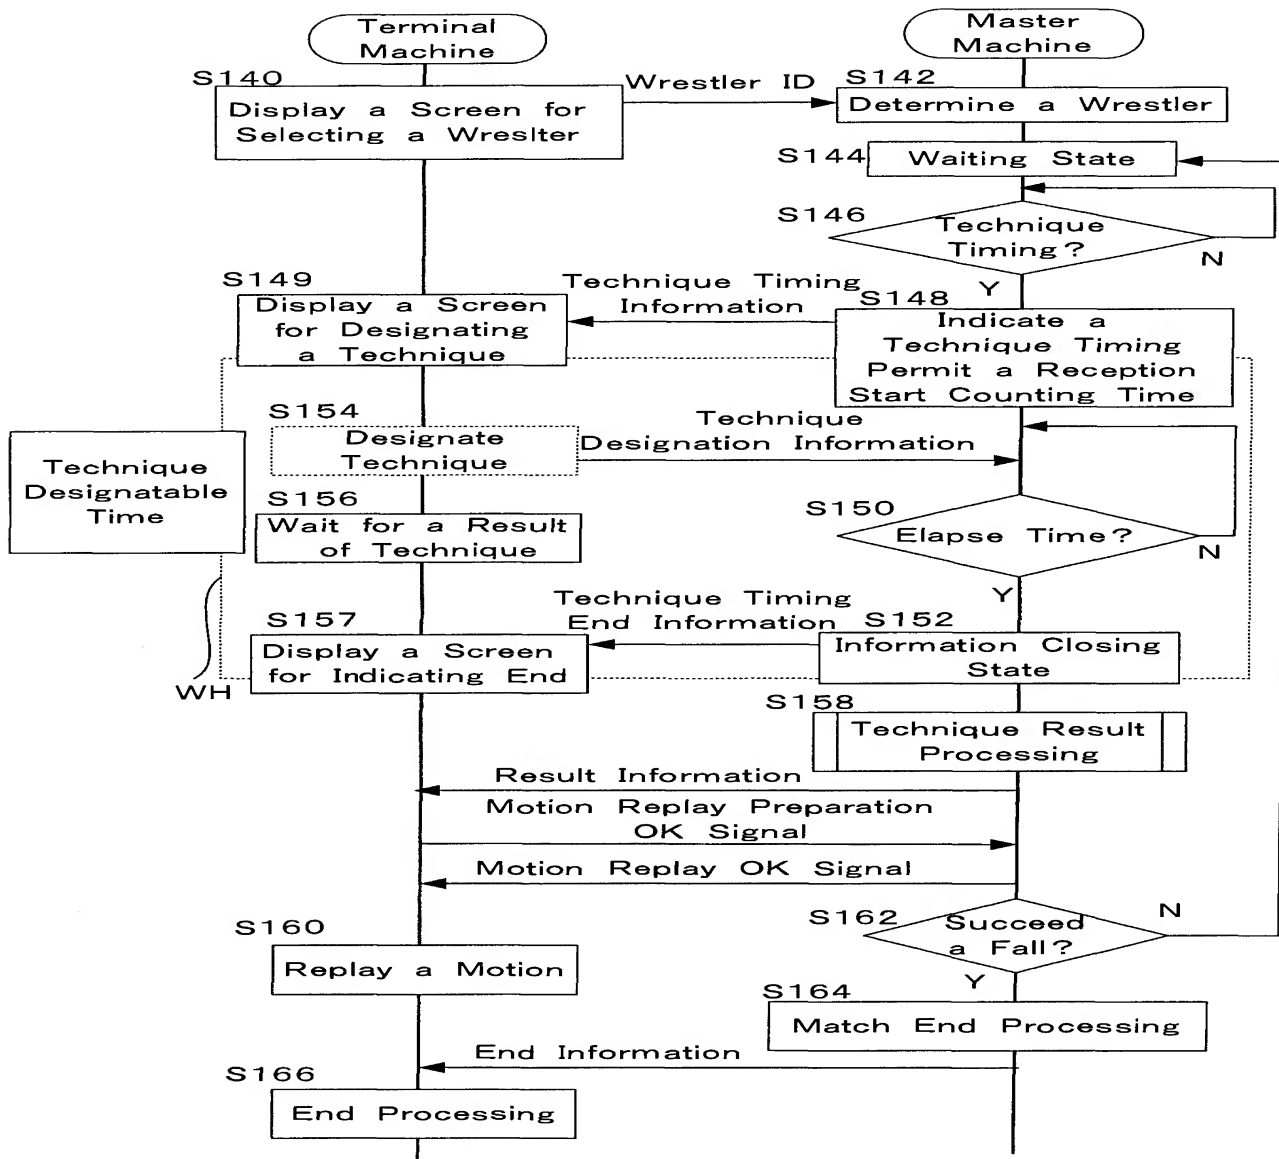 Terminal
Machine
Master
Machine
S140
Display a Screen for
Selecting a Wreslter
Wrestler ID
S142
Determine a Wrestler
S144
Waiting State
S146
Technique
Timing?
N
Y
S149
Display a Screen
for Designating
a Technique
Technique Timing
Information
S148
Indicate a
Technique Timing
Permit a Reception
Start Counting Time
S154
Designate
Technique
Technique
Designation Information
Technique
Designatable
Time
S156
Wait for a Result
of Technique
S150
Elapse Time?
N
Y
S157
Display a Screen
for Indicating End
Technique Timing
End Information
S152
Information Closing
State
WH
S158
Technique Result
Processing
Result Information
Motion Replay Preparation
OK Signal
Motion Replay OK Signal
S162
Succeed
a Fall?
N
Y
S160
Replay a Motion
S164
Match End Processing
End Information
S166
End Processing